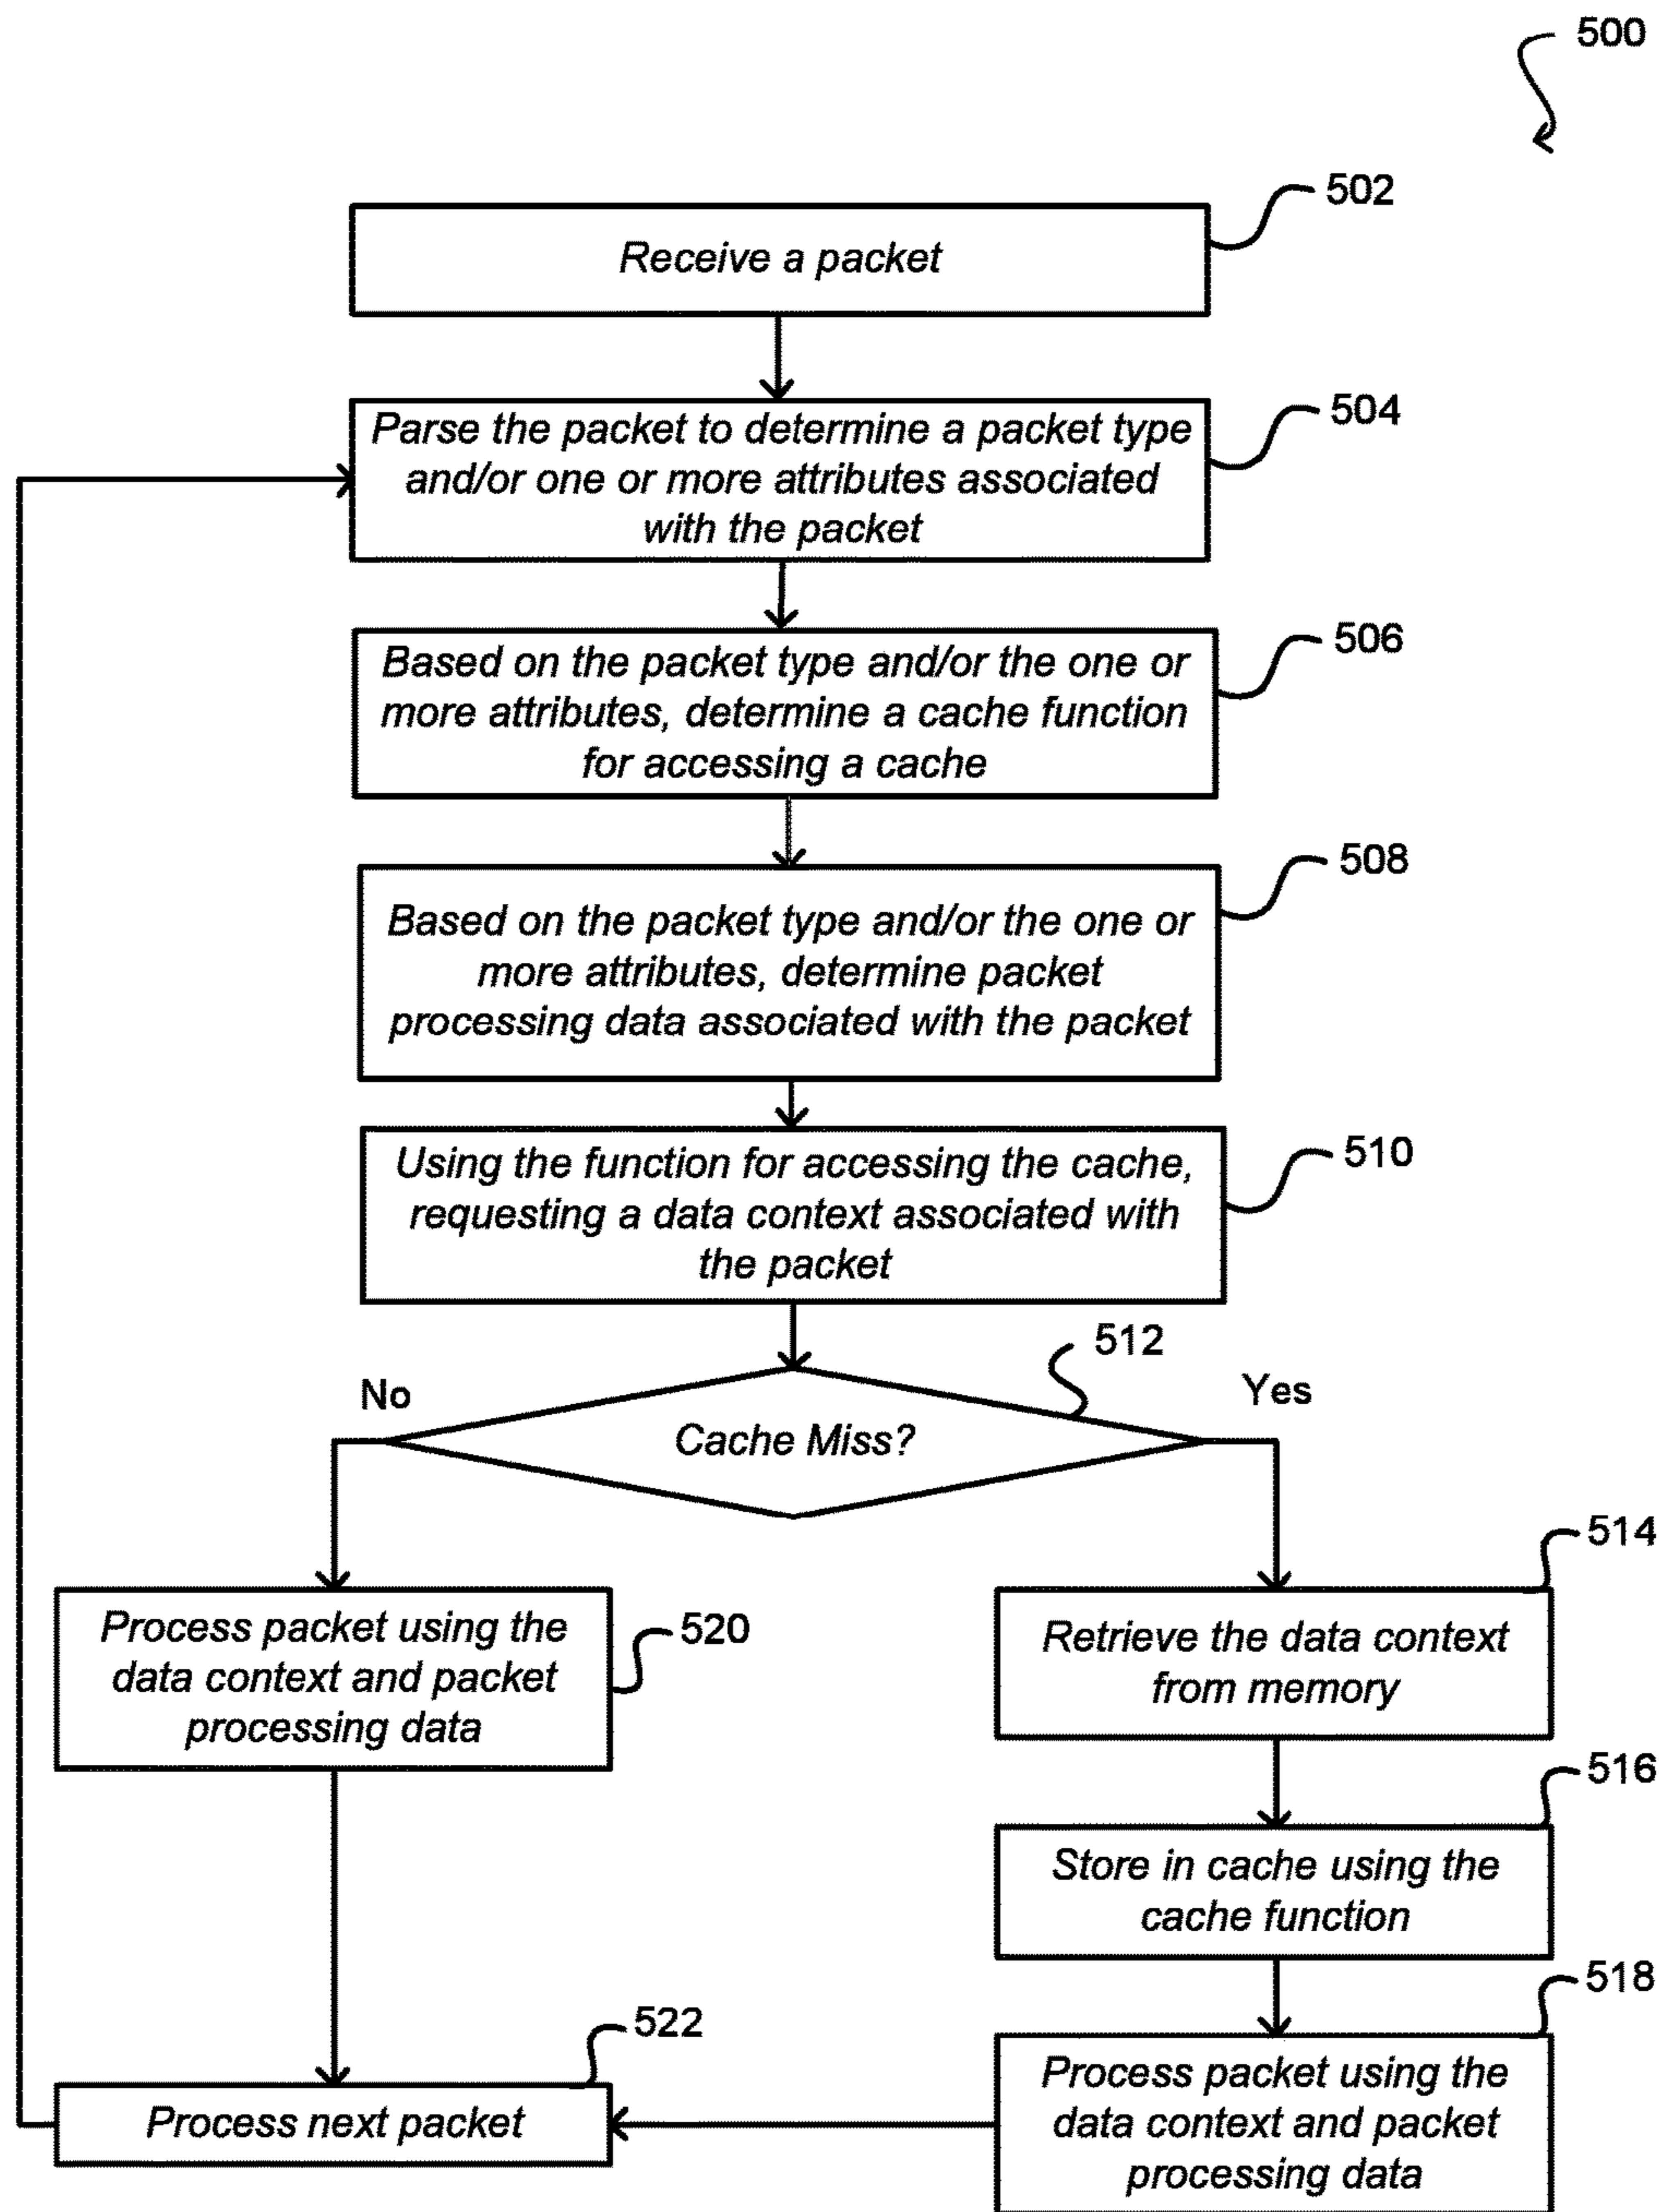 500
502
Receive a packet
504
Parse the packet to determine a packet type
and/or one or more attributes associated
with the packet
506
Based on the packet type and/or the one or
more attributes, determine a cache function
for accessing a cache
508
Based on the packet type and/or the one or
more attributes, determine packet
processing data associated with the packet
510
Using the function for accessing the cache,
requesting a data context associated with
the packet
512
No
Yes
Cache Miss?
514
520
Process packet using the
data context and packet
processing data
Retrieve the data context
from memory
516
Store in cache using the
cache function
518
522
Process next packet
Process packet using the
data context and packet
processing data